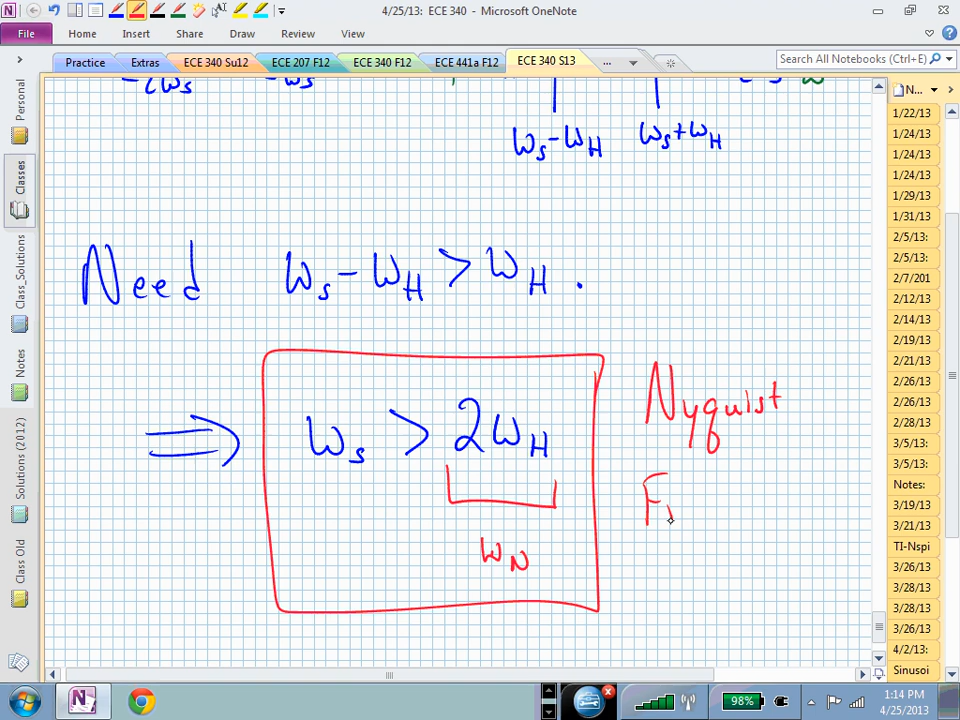 4/25/13: ECE 340 - Microsoft OneNote
File Home Insert Share Draw Review View
Practice Extras ECE 340 Su12 ECE 207 F12 ECE 340 F12 ECE 441a F12 ECE 340 S13 ...
Search All Notebooks (Ctrl+E)
Personal
Classes
Class_Solutions
Notes
Solutions (2012)
Class Old
-2ωs -ωs ω
ωs-ωH ωs+ωH
Need ωs-ωH > ωH.
⇒ ωs > 2ωH
ωN
Nyquist
N...
1/22/13
1/24/13
1/24/13
1/24/13
1/29/13
1/31/13
2/5/13:
2/5/13:
2/7/201
2/12/13
2/14/13
2/19/13
2/21/13
2/26/13
2/26/13
2/28/13
3/5/13:
3/5/13:
Notes:
3/19/13
3/21/13
TI-Nspi
3/26/13
3/28/13
3/28/13
3/26/13
4/2/13:
Sinusoi
98%
1:14 PM
4/25/2013